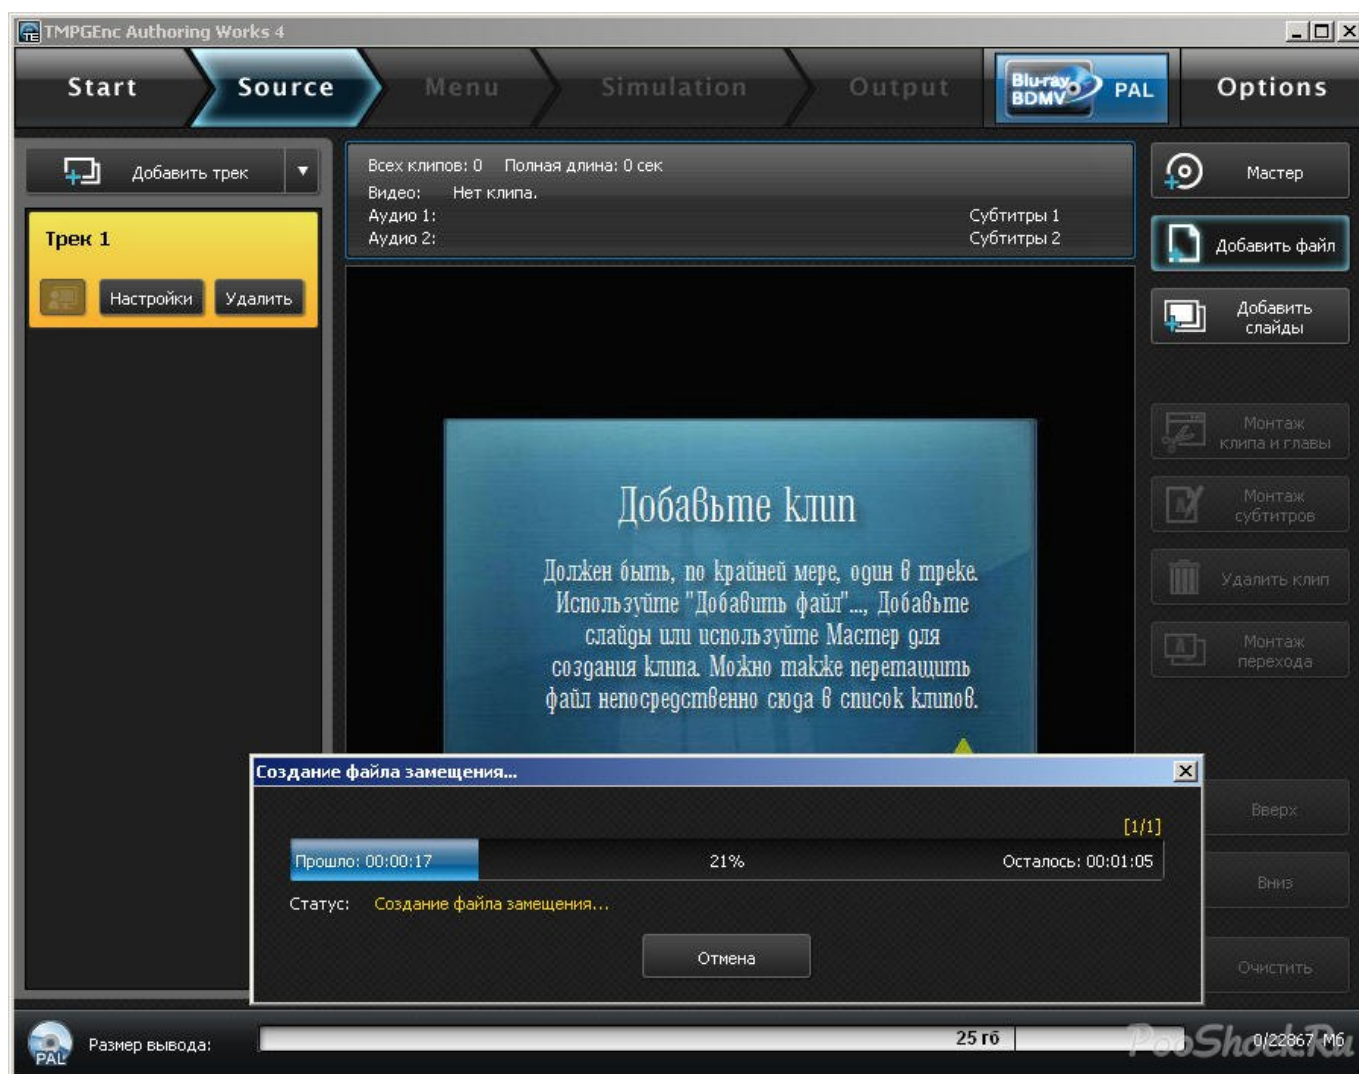 TMPGEnc Authoring Works 4
Start
Source
Menu
Simulation
Output
Blu-ray
BDMV
PAL
Options
Добавить трек
Трек 1
Настройки
Удалить
Всех клипов: 0 Полная длина: 0 сек
Видео: Нет клипа.
Аудио 1: Субтитры 1
Аудио 2: Субтитры 2
Мастер
Добавить файл
Добавить
слайды
Монтаж
клипа и главы
Монтаж
субтитров
Удалить клип
Монтаж
перехода
Добавьте клип
Должен быть, по крайней мере, один в треке.
Используйте "Добавить файл"..., Добавьте
слайды или используйте Мастер для
создания клипа. Можно также перетащить
файл непосредственно сюда в список клипов.
Создание файла замещения...
[1/1]
Прошло: 00:00:17 21% Осталось: 00:01:05
Статус: Создание файла замещения...
Отмена
Вверх
Вниз
Очистить
PAL
Размер вывода:
25 гб
0/22867 Мб
PooShock.Ru